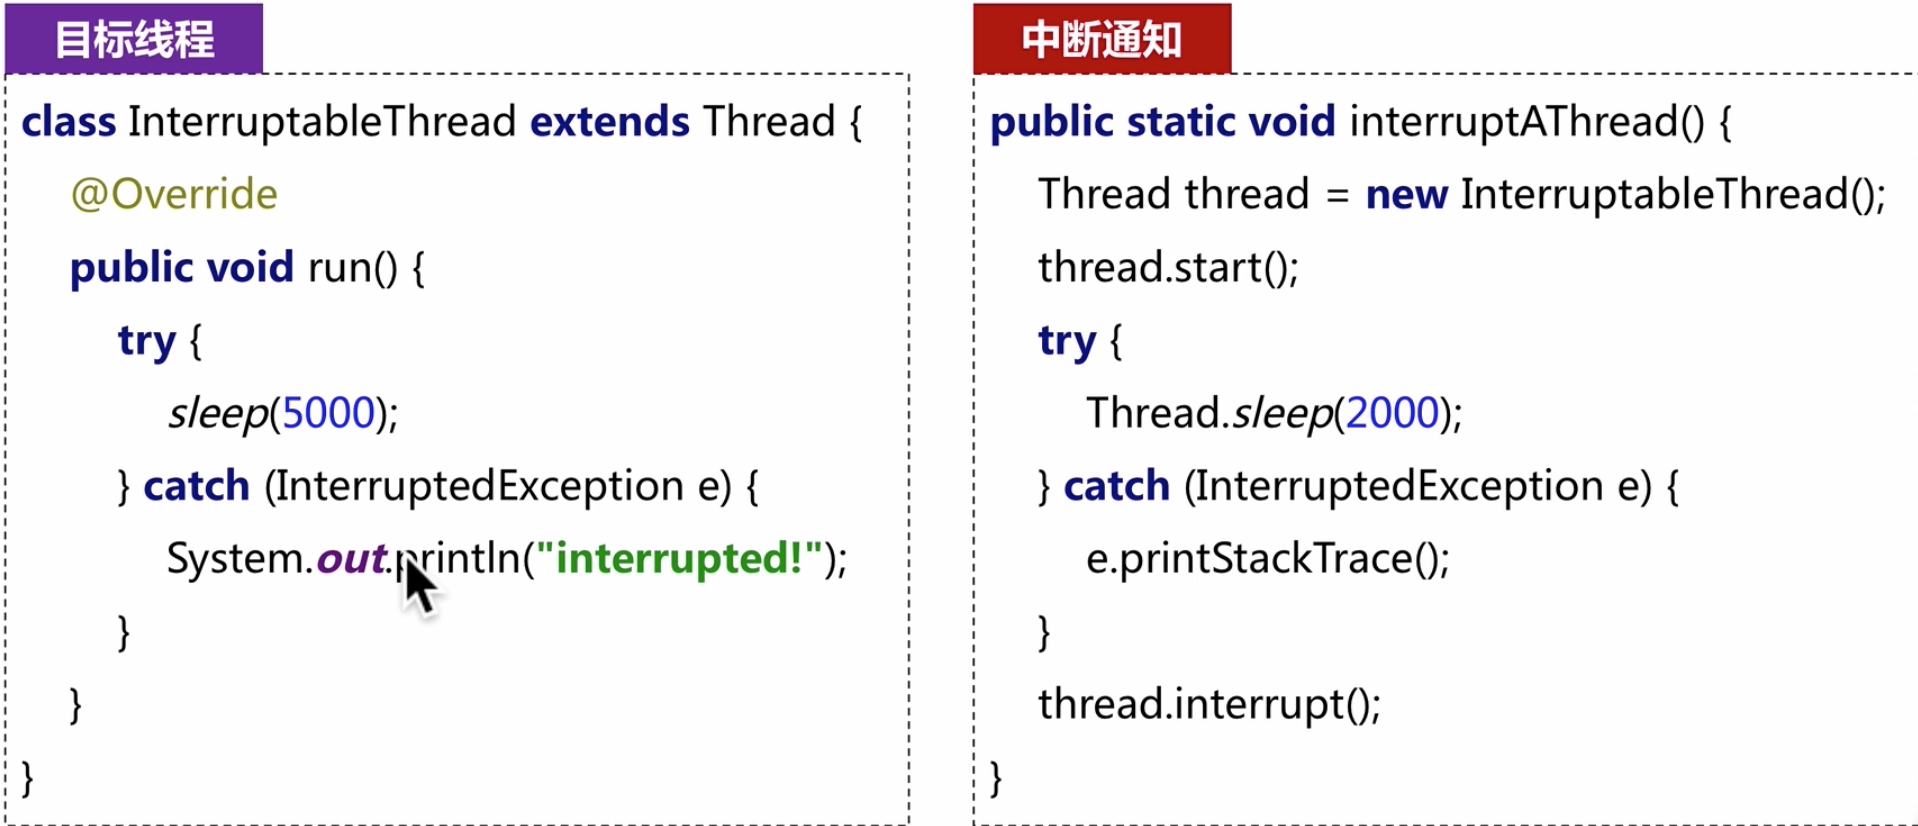 目标线程
class InterruptableThread extends Thread {
@Override
public void run() {
try {
sleep(5000);
} catch (InterruptedException e) {
System.out.println("interrupted!");
}
}
}
中断通知
public static void interruptAThread() {
Thread thread = new InterruptableThread();
thread.start();
try {
Thread.sleep(2000);
} catch (InterruptedException e) {
e.printStackTrace();
}
thread.interrupt();
}